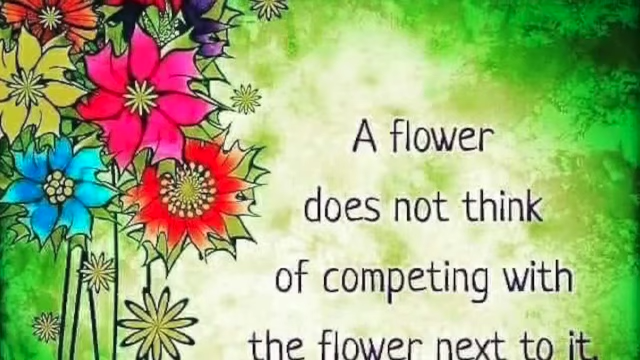 A flower
does not think
of competing with
the flower next to it